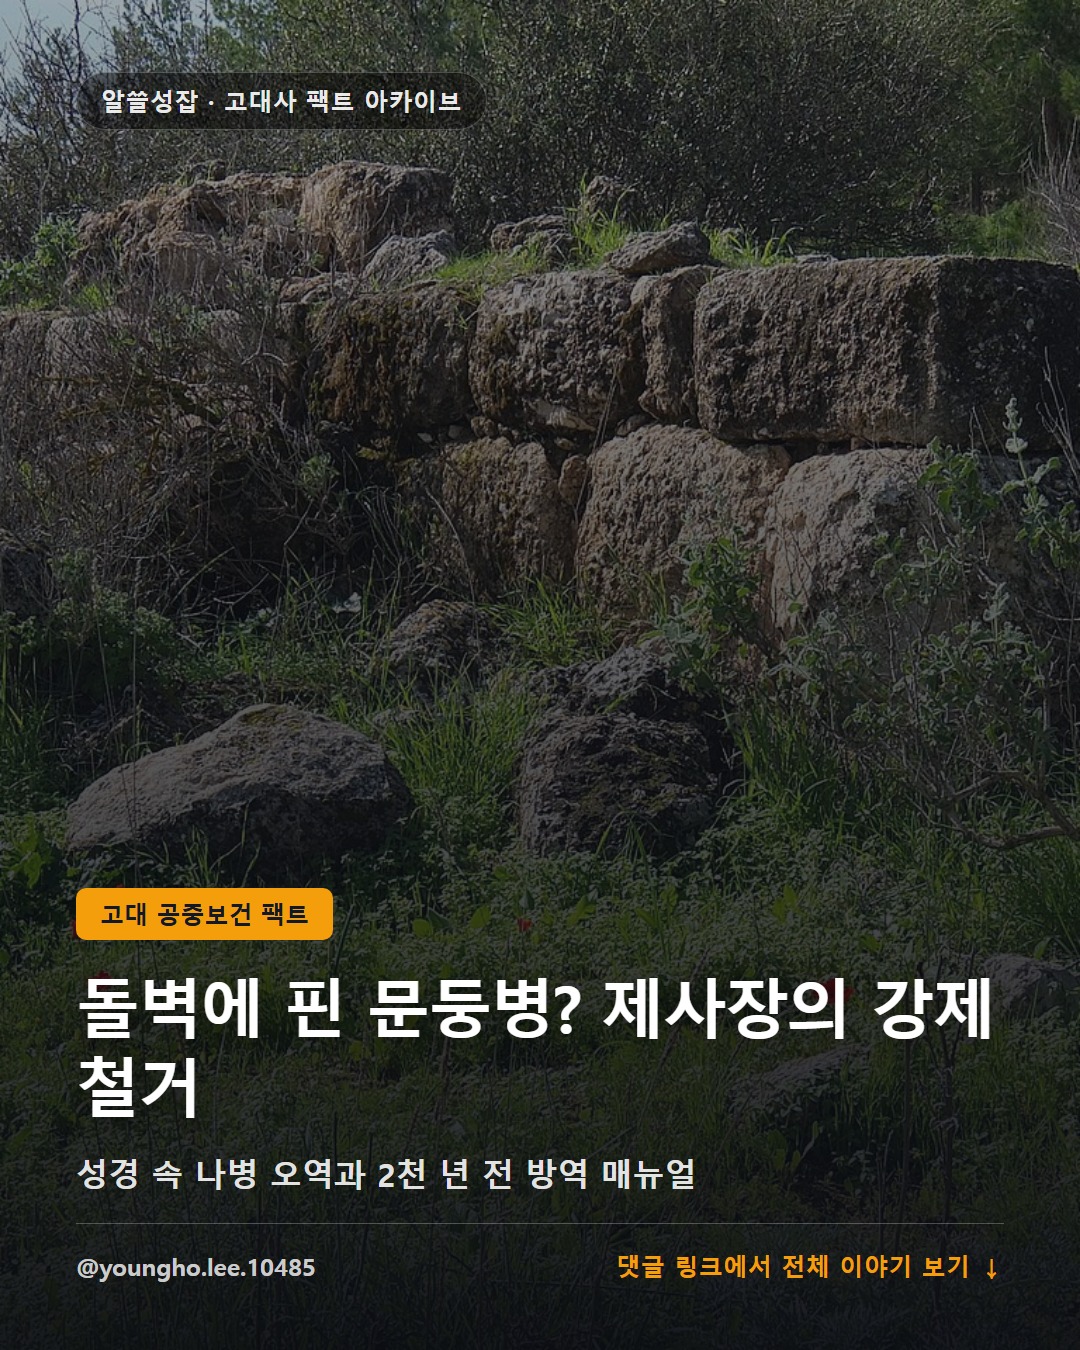 알쓸성잡 · 고대사 팩트 아카이브
고대 공중보건 팩트
돌벽에 핀 문둥병? 제사장의 강제
철거
성경 속 나병 오역과 2천 년 전 방역 매뉴얼
@youngho.lee.10485
댓글 링크에서 전체 이야기 보기 ↓